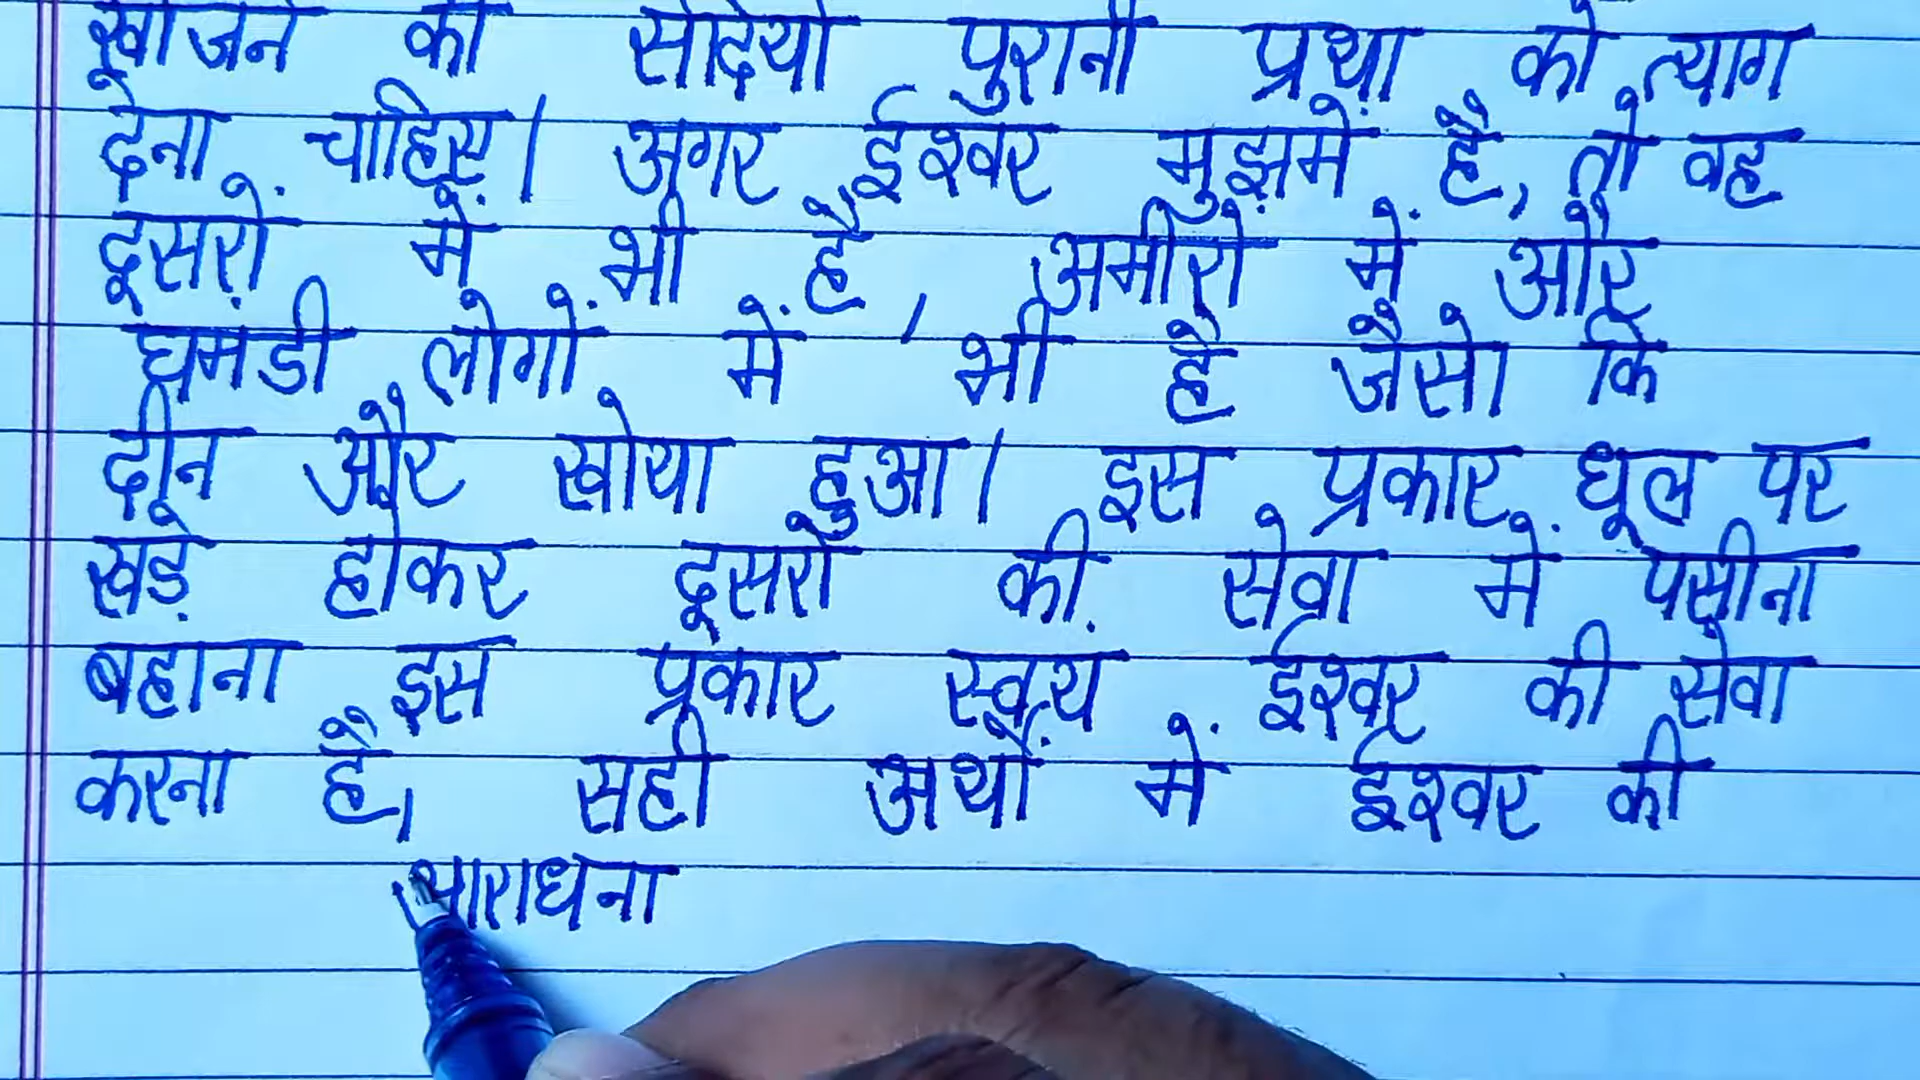 खोजने की सदियों पुरानी प्रथा को त्याग
देना चाहिए। अगर ईश्वर मुझमें है, तो वह
दूसरों में भी है, अमीरों में और
घमंडी लोगों में भी है जैसो कि
दीन और खोया हुआ। इस प्रकार धूल पर
खड़े होकर दूसरों की सेवा में पसीना
बहाना इस प्रकार स्वयं ईश्वर की सेवा
करना है, सही अर्थों में ईश्वर की
आराधना